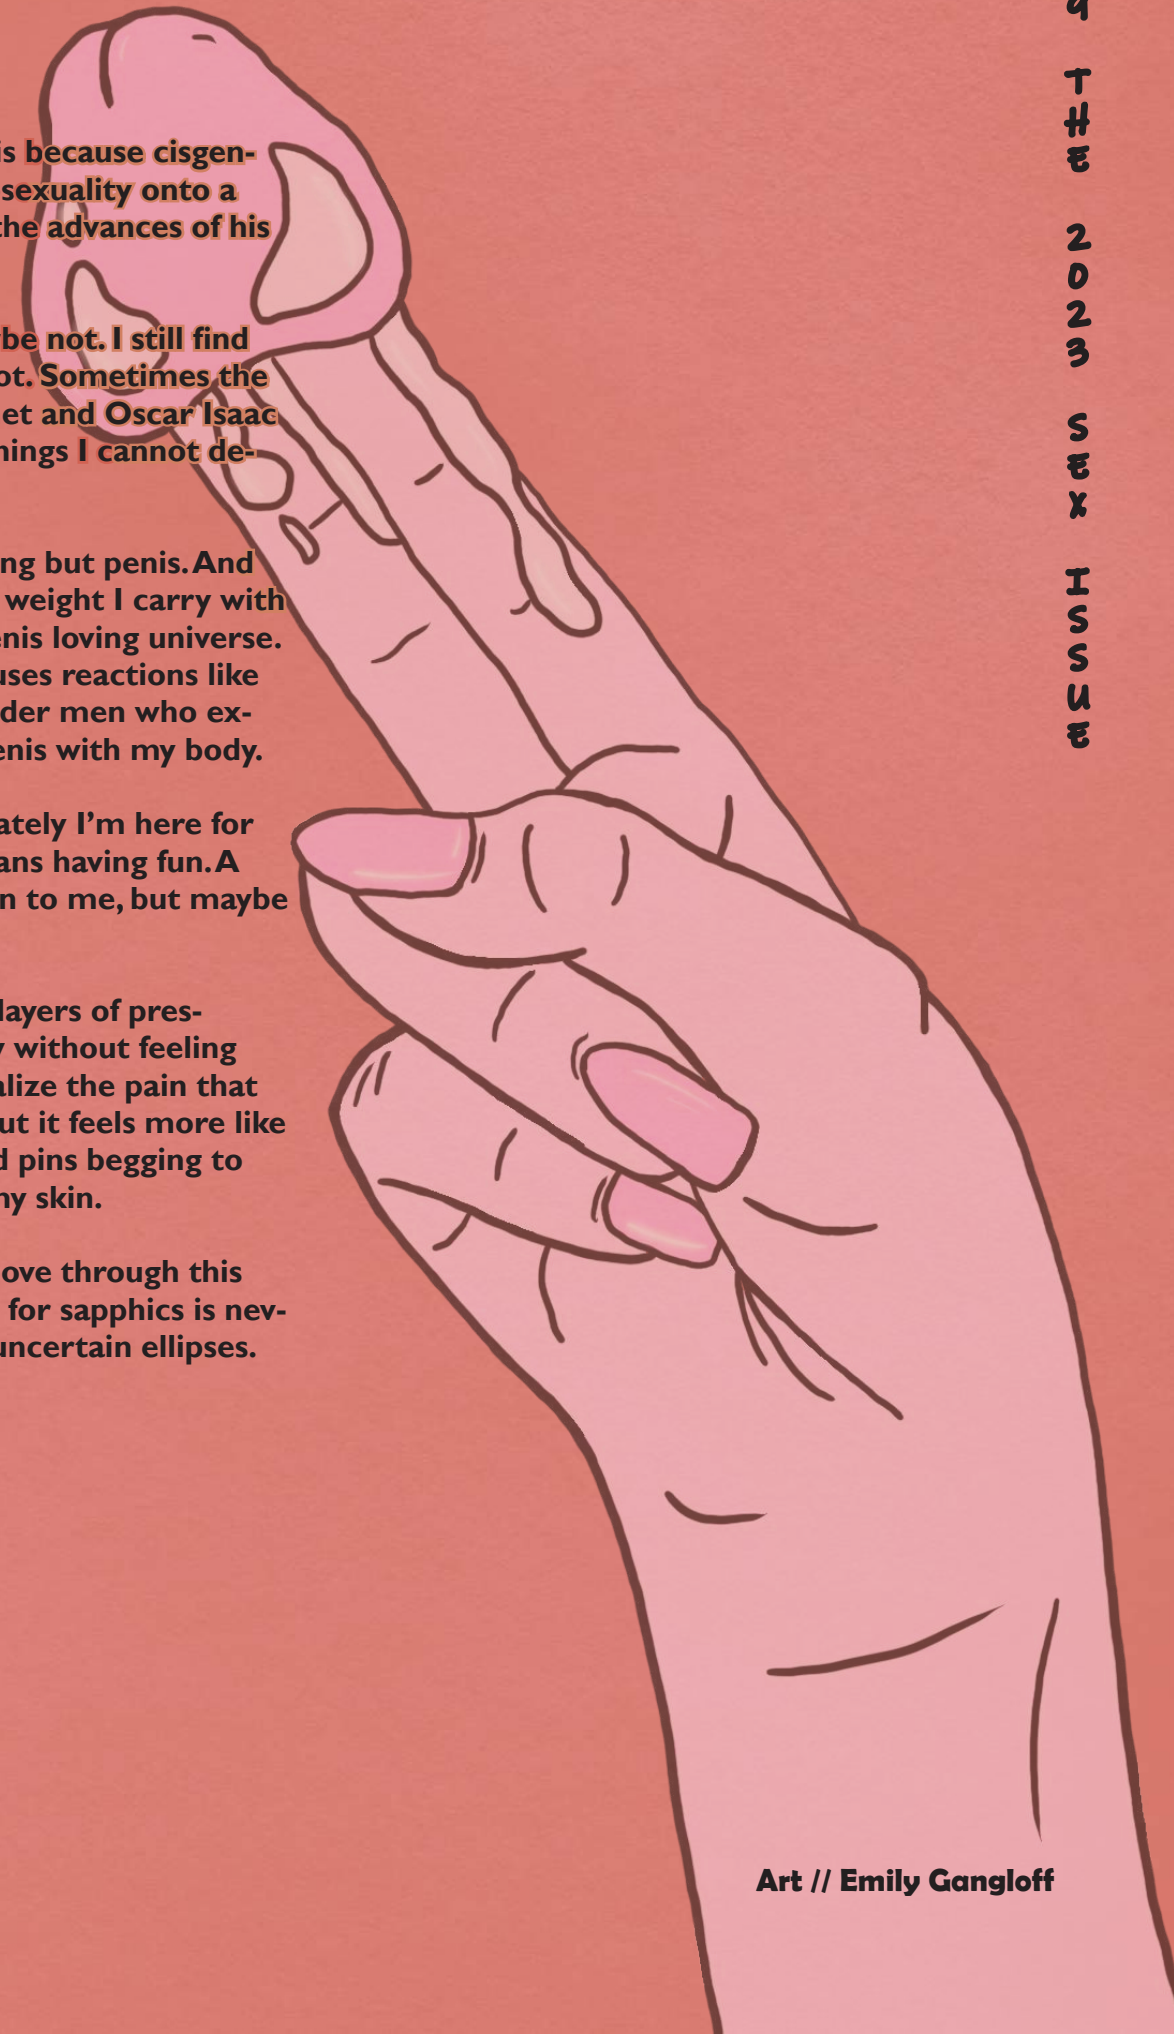 is because cisgen-
sexuality onto a
the advances of his
be not. I still find
ot. Sometimes the
et and Oscar Isaac
nings I cannot de-
ng but penis. And
weight I carry with
enis loving universe.
uses reactions like
der men who ex-
enis with my body.
ately I'm here for
ans having fun. A
n to me, but maybe
layers of pres-
without feeling
alize the pain that
ut it feels more like
d pins begging to
my skin.
ove through this
for sapphics is nev-
uncertain ellipses.
9 THE 2023 SEX ISSUE
Art // Emily Gangloff